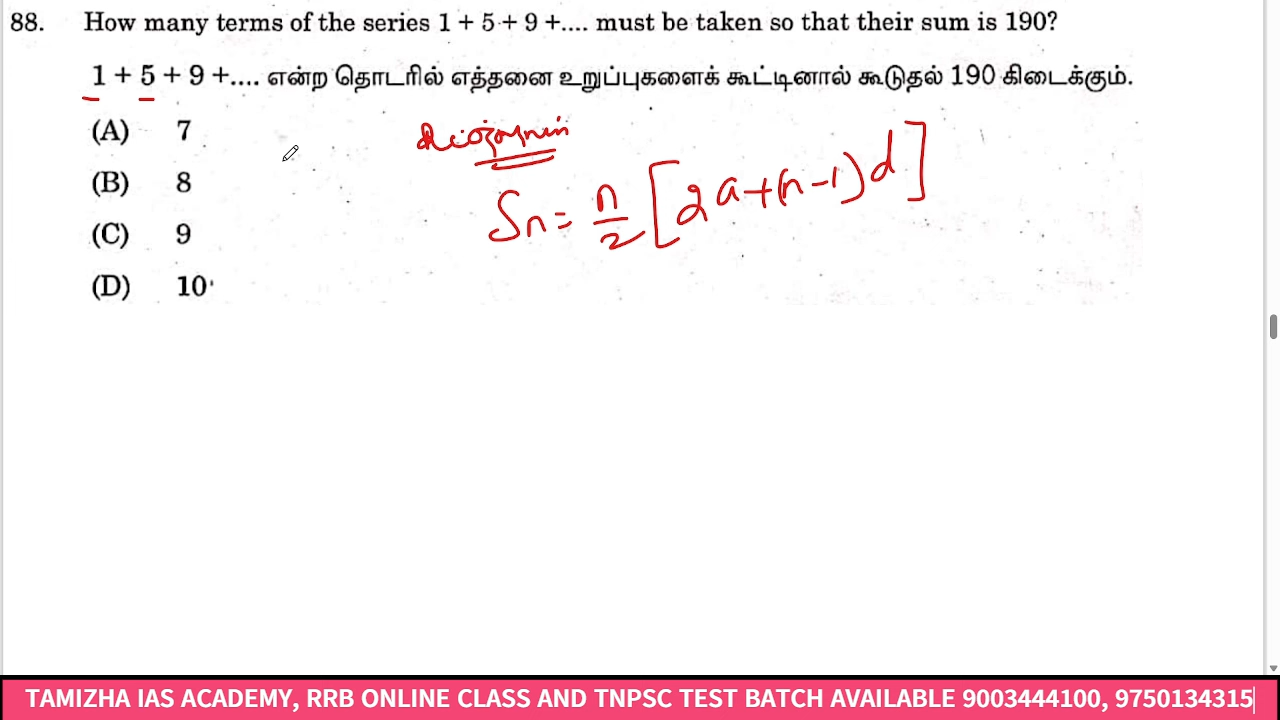 88. How many terms of the series 1 + 5 + 9 +.... must be taken so that their sum is 190?
1 + 5 + 9 +.... என்ற தொடரில் எத்தனை உறுப்புகளைக் கூட்டினால் கூடுதல் 190 கிடைக்கும்.
(A) 7
(B) 8
(C) 9
(D) 10
Sn = n/2 [2a+(n-1)d]
TAMIZHA IAS ACADEMY, RRB ONLINE CLASS AND TNPSC TEST BATCH AVAILABLE 9003444100, 9750134315